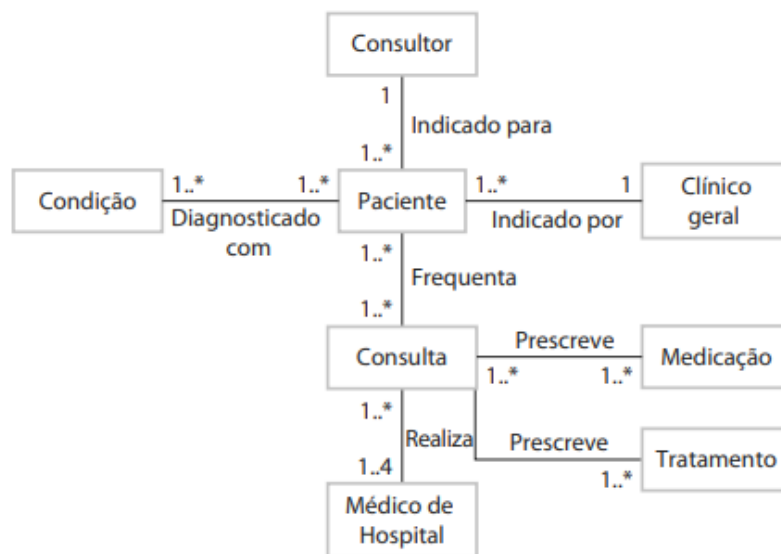 Consultor
1
Indicado para
1..*
Condição
1..*
1..*
Diagnosticado
com
Paciente
1..*
1
Indicado por
Clínico
geral
1..*
Frequenta
1..*
Consulta
Prescreve
1..*
1..*
Medicação
1..*
Realiza
1..4
Prescreve
1..*
Tratamento
Médico de
Hospital